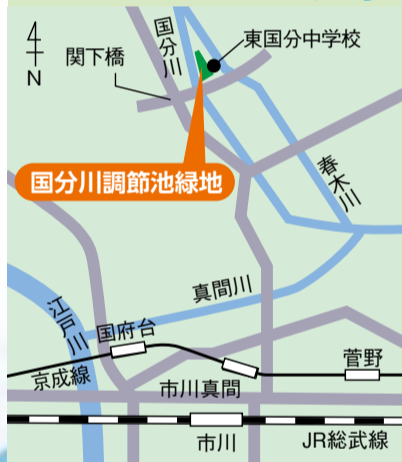 国分川
東国分中学校
関下橋
N
国分川調節池緑地
春木川
真間川
江戸川
国府台
菅野
京成線
市川真間
市川
JR総武線